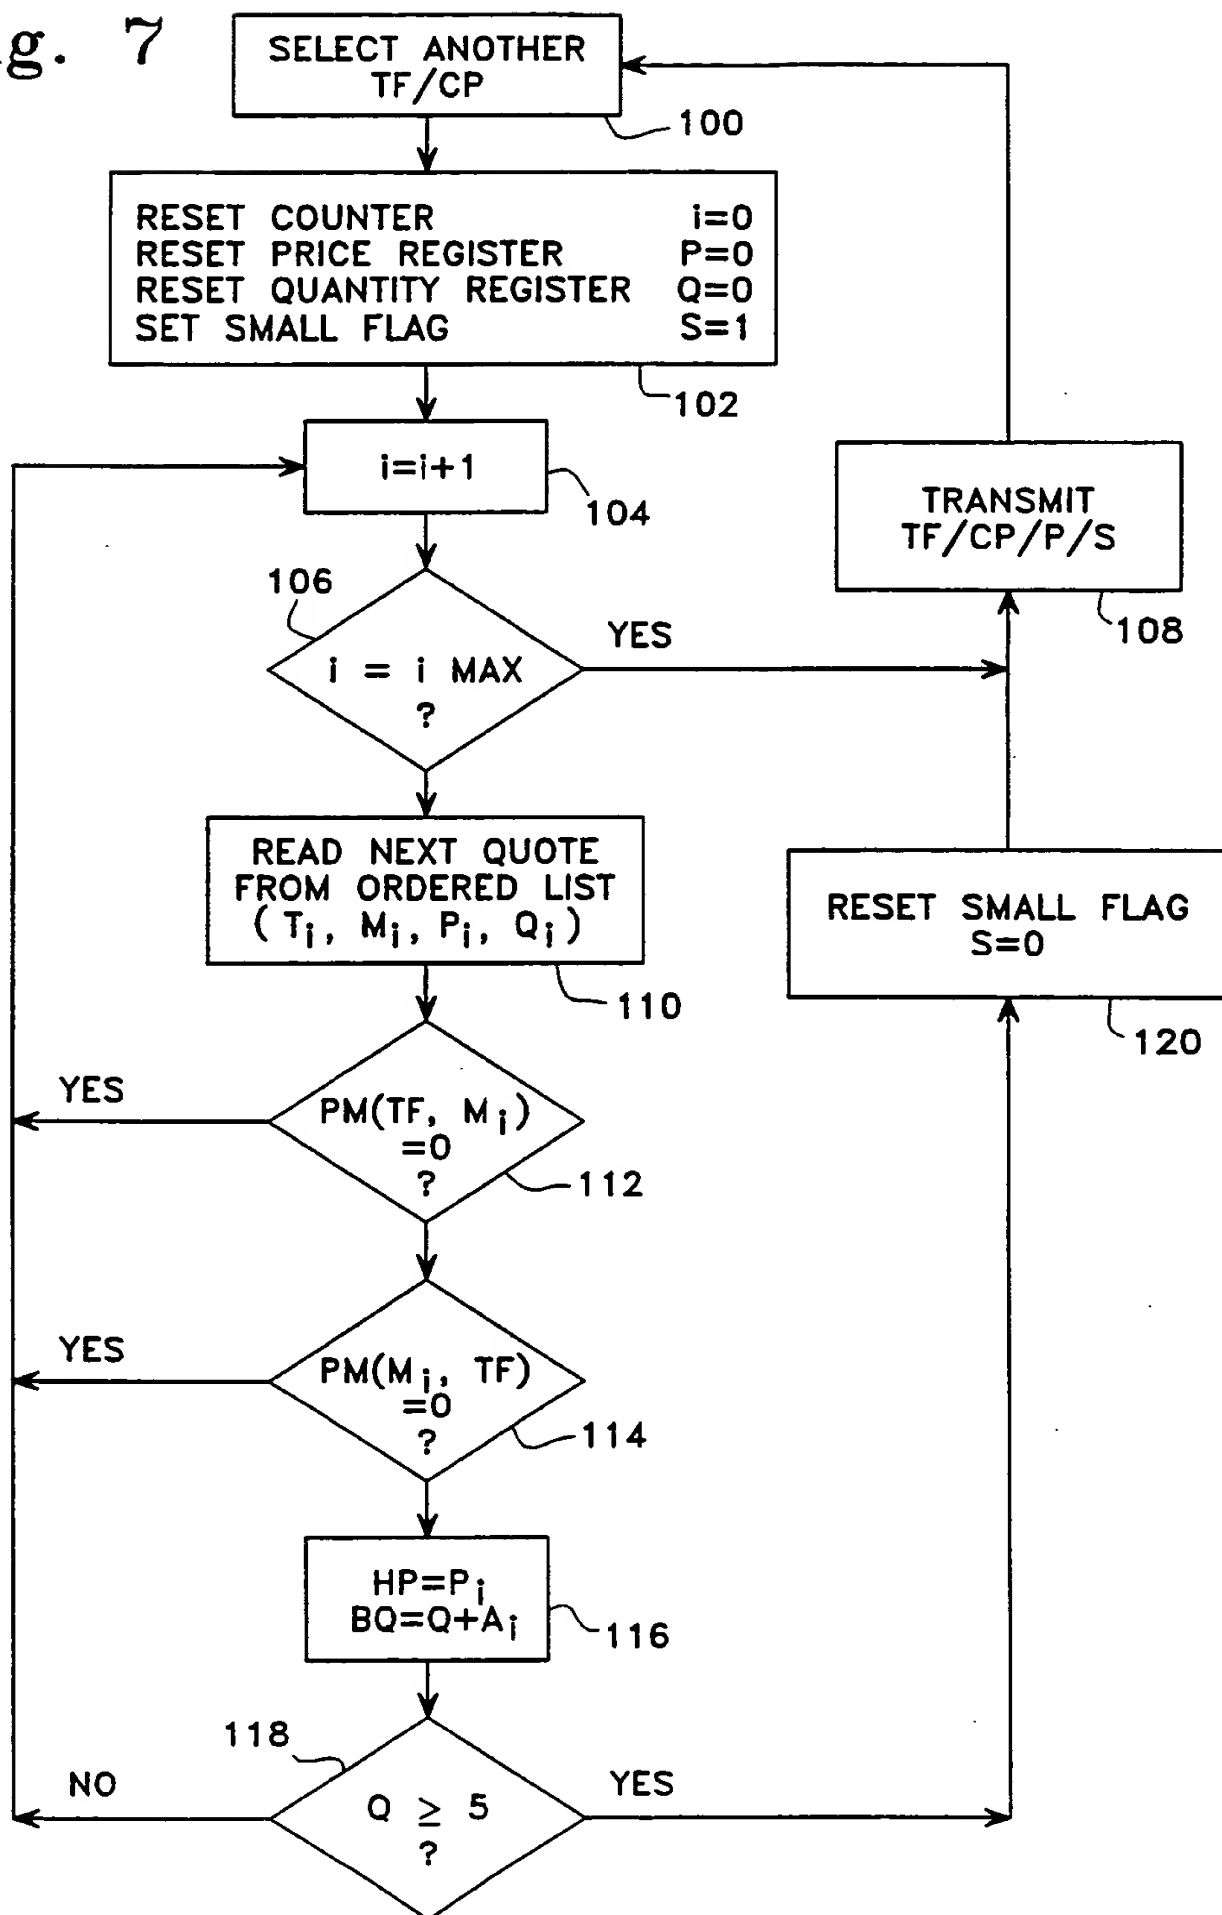 g. 7
SELECT ANOTHER
TF/CP
100
RESET COUNTER i=0
RESET PRICE REGISTER P=0
RESET QUANTITY REGISTER Q=0
SET SMALL FLAG S=1
102
i=i+1
104
TRANSMIT
TF/CP/P/S
108
106
YES
i = i MAX
?
READ NEXT QUOTE
FROM ORDERED LIST
(Ti, Mi, Pi, Qi)
110
RESET SMALL FLAG
S=0
120
YES
PM(TF, Mi)
=0
?
112
YES
PM(Mi, TF)
=0
?
114
HP=Pi
BQ=Q+Ai
116
118
NO
YES
Q ≥ 5
?